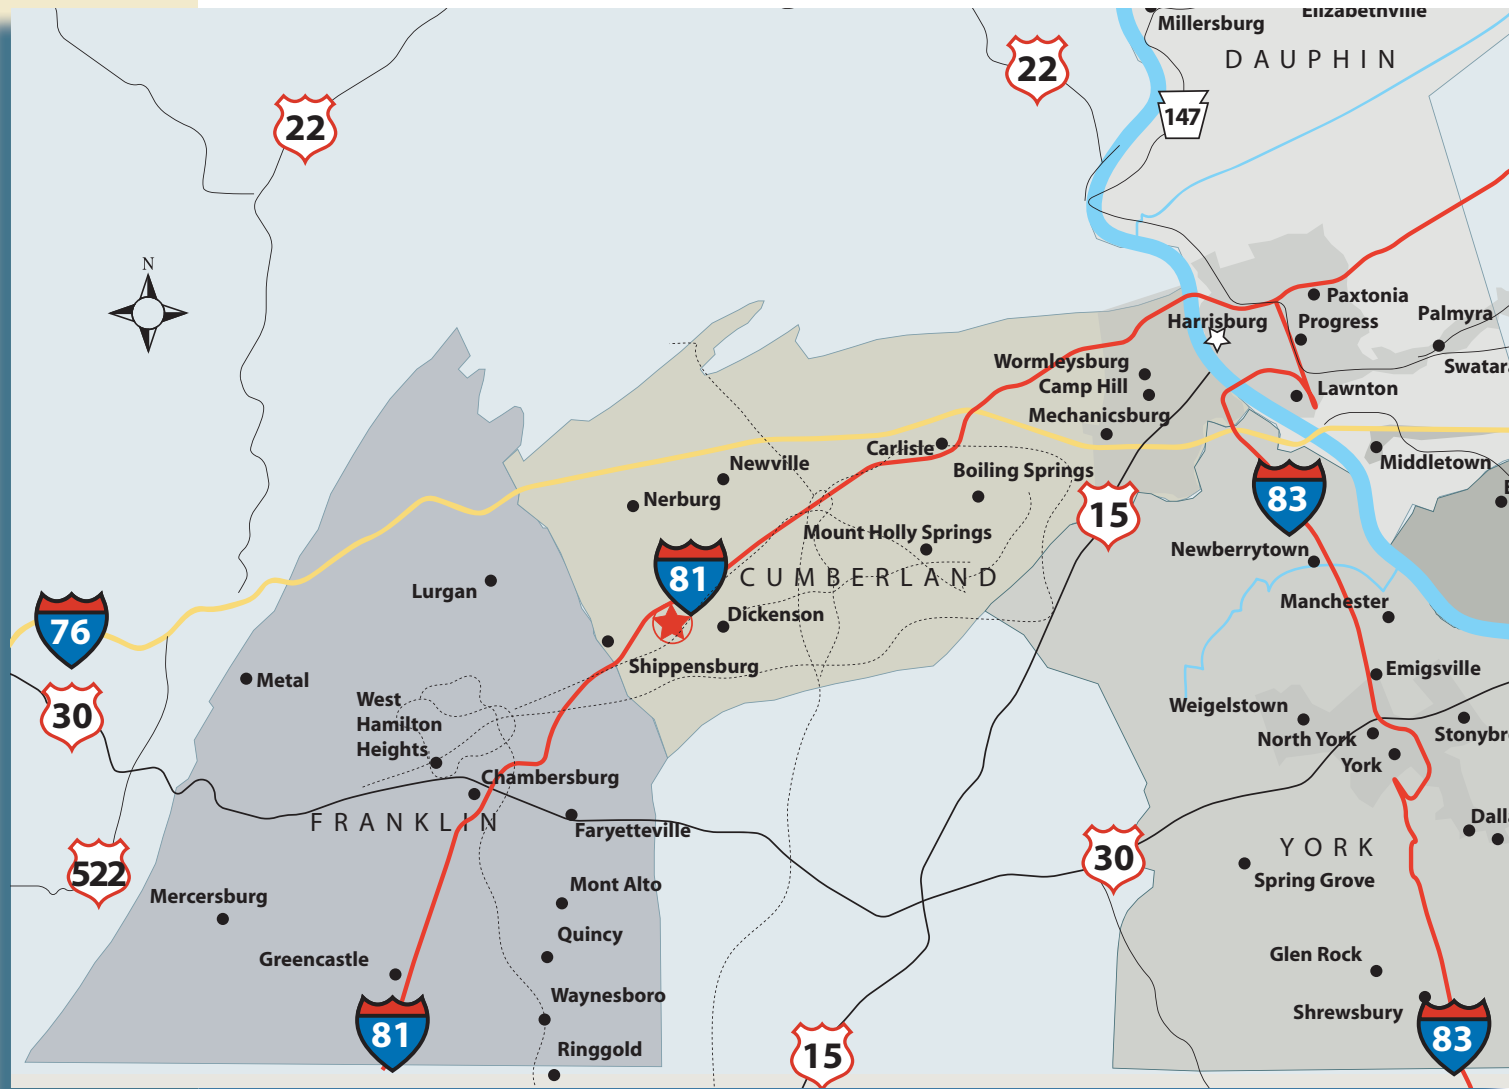 Elizabethville
Millersburg
DAUPHIN
22
22
147
N
Paxtonia
Palmyra
Harrisburg
Progress
Wormleysburg
Swatar
Camp Hill
Lawnton
Mechanicsburg
Carlisle
Newville
Boiling Springs
Middletown
Nerburg
83
15
Mount Holly Springs
Newberrytown
81
CUMBERLAND
Lurgan
Manchester
Dickenson
76
Shippensburg
Emigsville
Metal
West
Hamilton
Heights
30
Weigelstown
North York
Stonybr
York
Chambersburg
FRANKLIN
Faryetteville
Dall
YORK
30
522
Spring Grove
Mont Alto
Mercersburg
Quincy
Greencastle
Glen Rock
Waynesboro
Shrewsbury
81
83
Ringgold
15